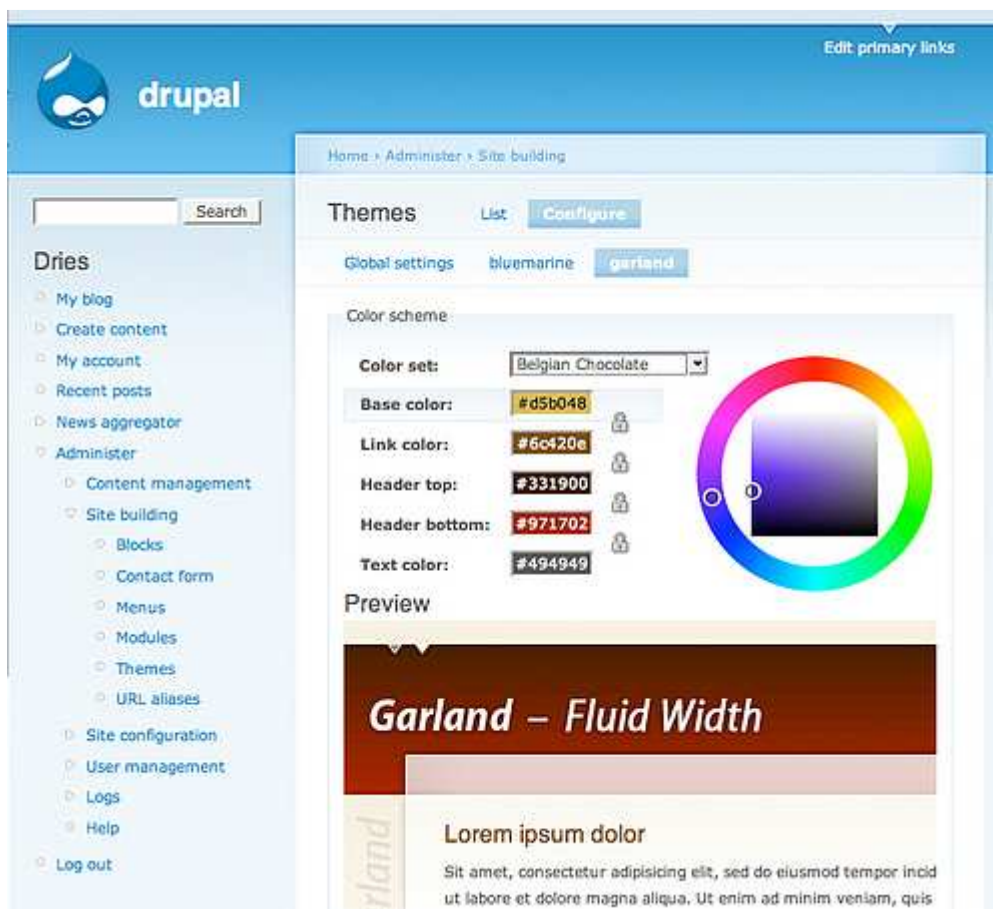 Edit primary links
drupal
Home › Administer › Site building
Search
Themes List Configure
Dries
Global settings bluemarine garland
My blog
Create content
My account
Recent posts
News aggregator
Administer
Content management
Site building
Blocks
Contact form
Menus
Modules
Themes
URL aliases
Site configuration
User management
Logs
Help
Log out
Color scheme
Color set: Belgian Chocolate
Base color: #d5b048
Link color: #6c420e
Header top: #331900
Header bottom: #971702
Text color: #494949
Preview
Garland – Fluid Width
rland
Lorem ipsum dolor
Sit amet, consectetur adipisicing elit, sed do eiusmod tempor incid
ut labore et dolore magna aliqua. Ut enim ad minim veniam, quis